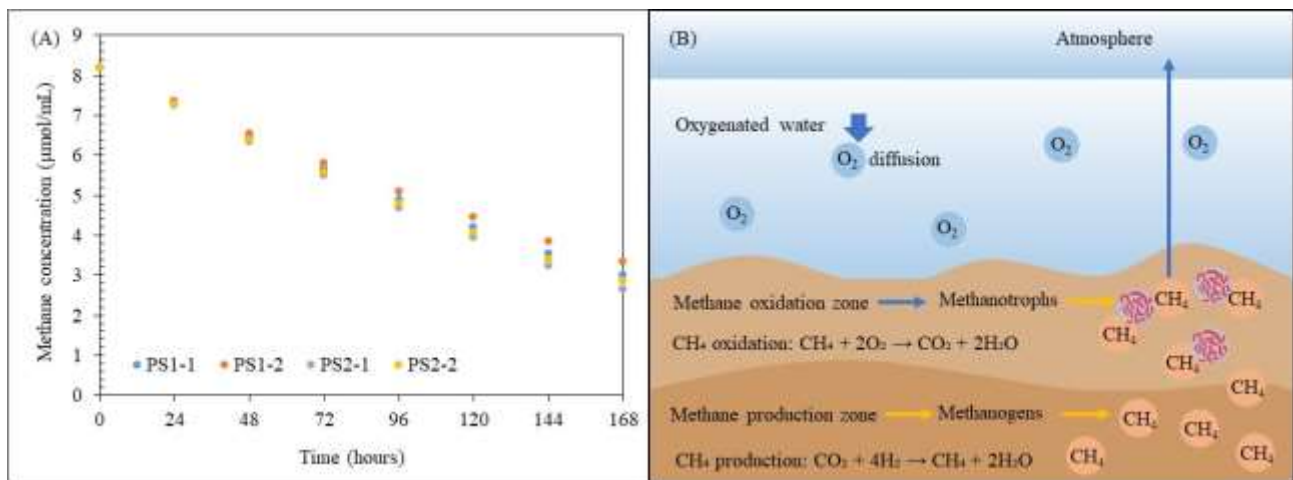 (A)
Methane concentration (μmol/mL)
9
8
7
6
5
4
3
2
1
0
PS1-1 PS1-2 PS2-1 PS2-2
0 24 48 72 96 120 144 168
Time (hours)
(B)
Atmosphere
Oxygenated water
O₂ diffusion
O₂
O₂
O₂
O₂
Methane oxidation zone Methanotrophs
CH₄
CH₄
CH₄
CH₄ oxidation: CH₄ + 2O₂ → CO₂ + 2H₂O
CH₄
CH₄
Methane production zone Methanogens
CH₄
CH₄
CH₄ production: CO₂ + 4H₂ → CH₄ + 2H₂O
CH₄
CH₄